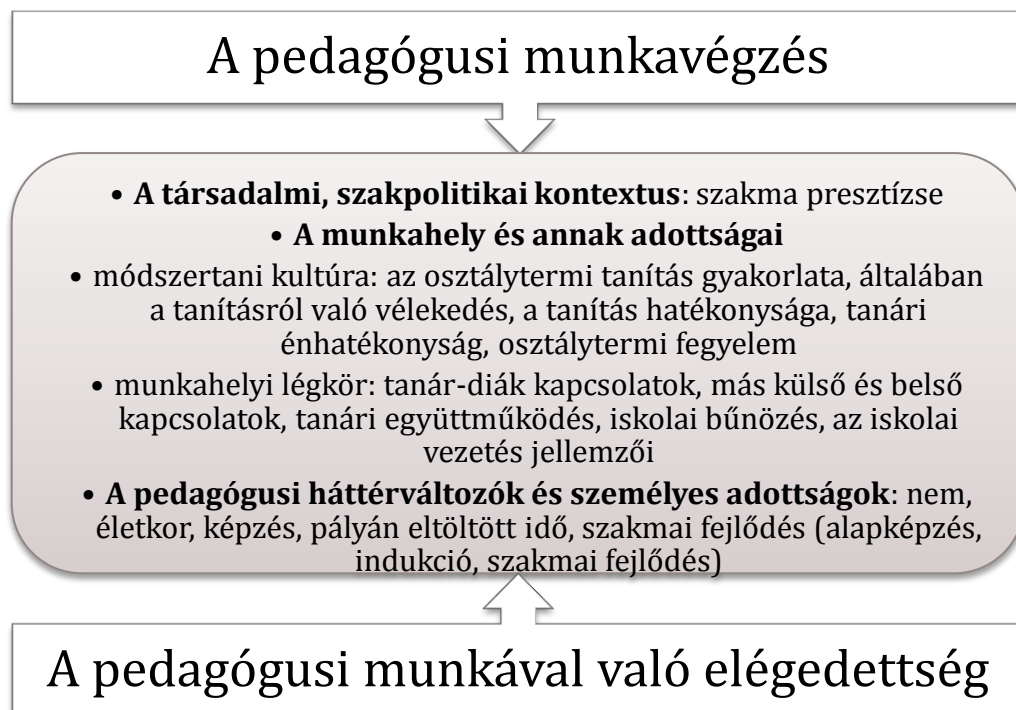 A pedagógusi munkavégzés
• A társadalmi, szakpolitikai kontextus: szakma presztízse
• A munkahely és annak adottságai
• módszertani kultúra: az osztálytermi tanítás gyakorlata, általában
a tanításról való vélekedés, a tanítás hatékonysága, tanári
énhatékonyság, osztálytermi fegyelem
• munkahelyi légkör: tanár-diák kapcsolatok, más külső és belső
kapcsolatok, tanári együttműködés, iskolai bűnözés, az iskolai
vezetés jellemzői
• A pedagógusi háttérváltozók és személyes adottságok: nem,
életkor, képzés, pályán eltöltött idő, szakmai fejlődés (alapképzés,
indukció, szakmai fejlődés)
A pedagógusi munkával való elégedettség